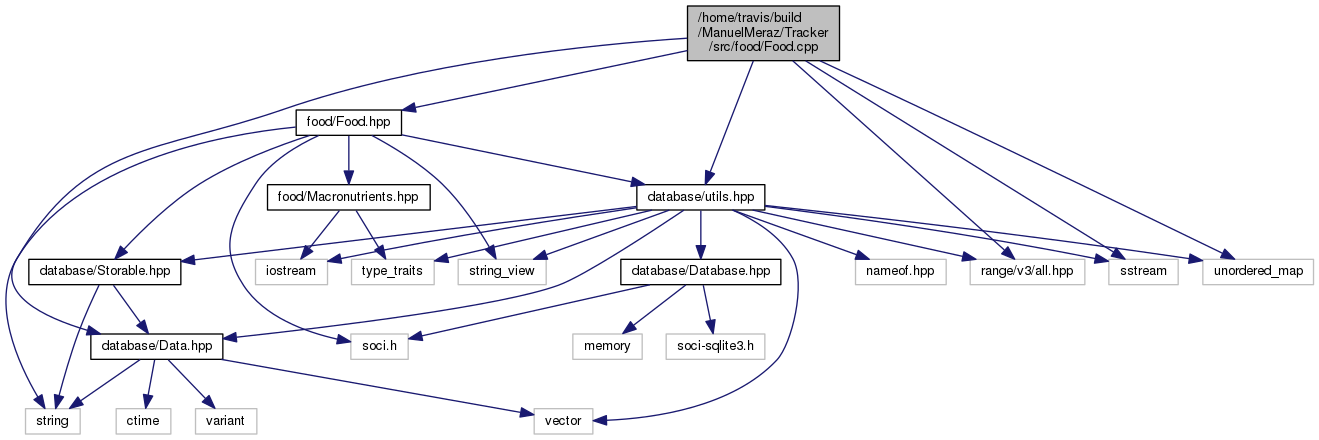 /home/travis/build
/ManuelMeraz/Tracker
/src/food/Food.cpp
food/Food.hpp
food/Macronutrients.hpp
database/utils.hpp
database/Storable.hpp
iostream
type_traits
string_view
database/Database.hpp
nameof.hpp
range/v3/all.hpp
sstream
unordered_map
database/Data.hpp
soci.h
memory
soci-sqlite3.h
string
ctime
variant
vector